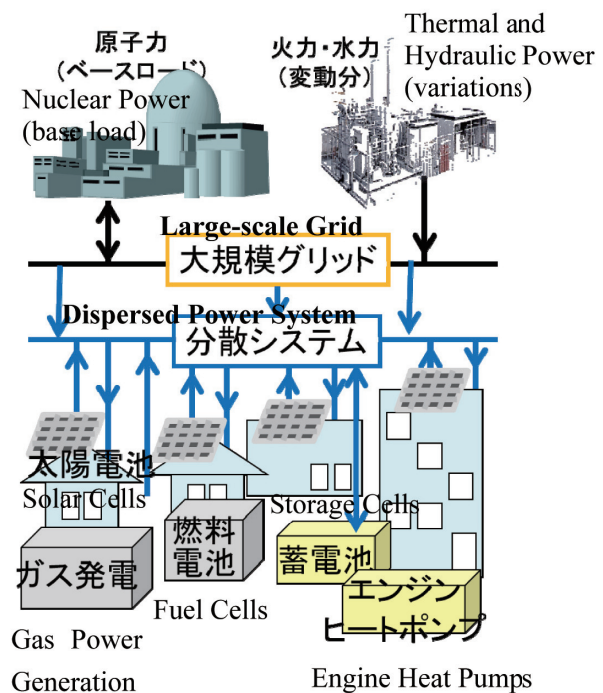 原子力
(ベースロード)
Nuclear Power
(base load)
火力・水力
(変動分)
Thermal and
Hydraulic Power
(variations)
Large-scale Grid
大規模グリッド
Dispersed Power System
分散システム
太陽電池
Solar Cells
Storage Cells
ガス発電
燃料
電池
蓄電池
エンジン
ヒートポンプ
Fuel Cells
Gas Power
Generation
Engine Heat Pumps